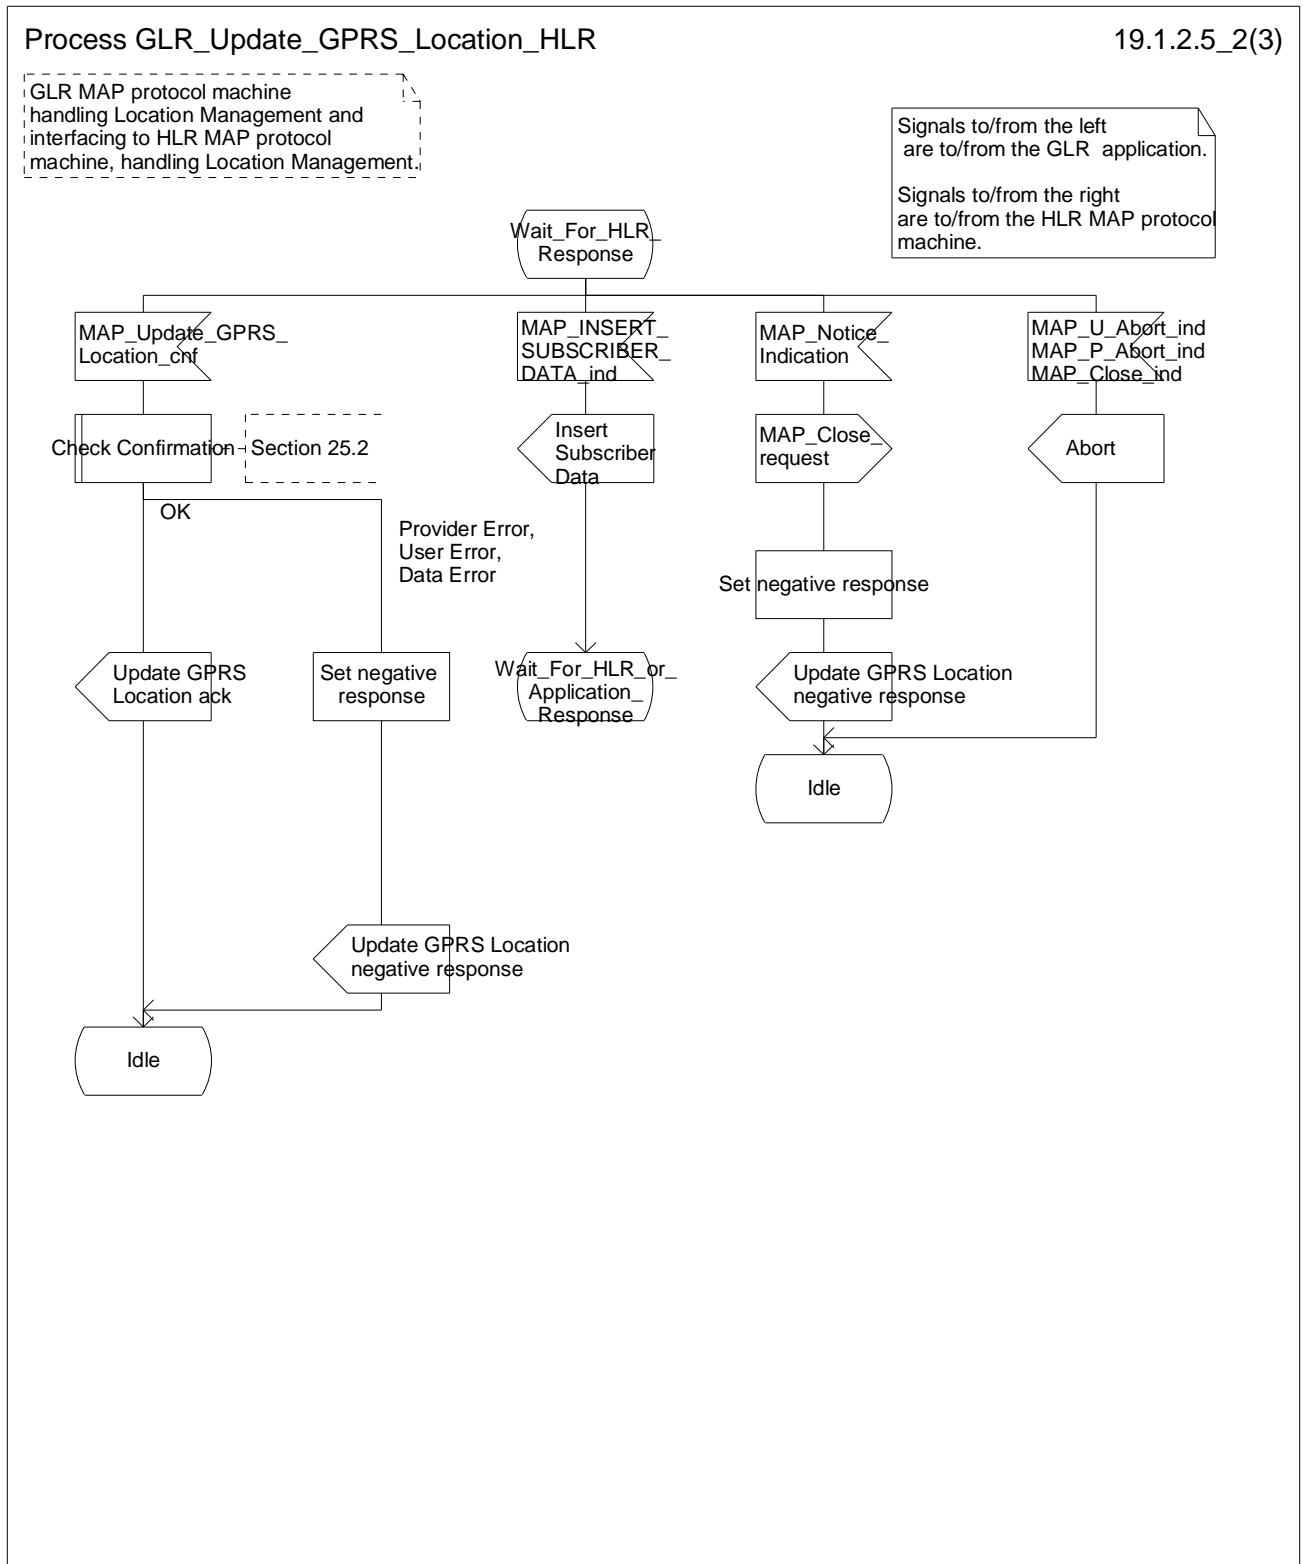 Process GLR_Update_GPRS_Location_HLR
19.1.2.5_2(3)
GLR MAP protocol machine
handling Location Management and
interfacing to HLR MAP protocol
machine, handling Location Management.
Signals to/from the left
are to/from the GLR application.
Signals to/from the right
are to/from the HLR MAP protocol
machine.
Wait_For_HLR_
Response
MAP_Update_GPRS_
Location_cnf
MAP_INSERT_
SUBSCRIBER_
DATA_ind
MAP_Notice_
Indication
MAP_U_Abort_ind
MAP_P_Abort_ind
MAP_Close_ind
Check Confirmation
Section 25.2
Insert
Subscriber
Data
MAP_Close_
request
Abort
OK
Provider Error,
User Error,
Data Error
Set negative response
Update GPRS
Location ack
Set negative
response
Wait_For_HLR_or_
Application_
Response
Update GPRS Location
negative response
Idle
Update GPRS Location
negative response
Idle